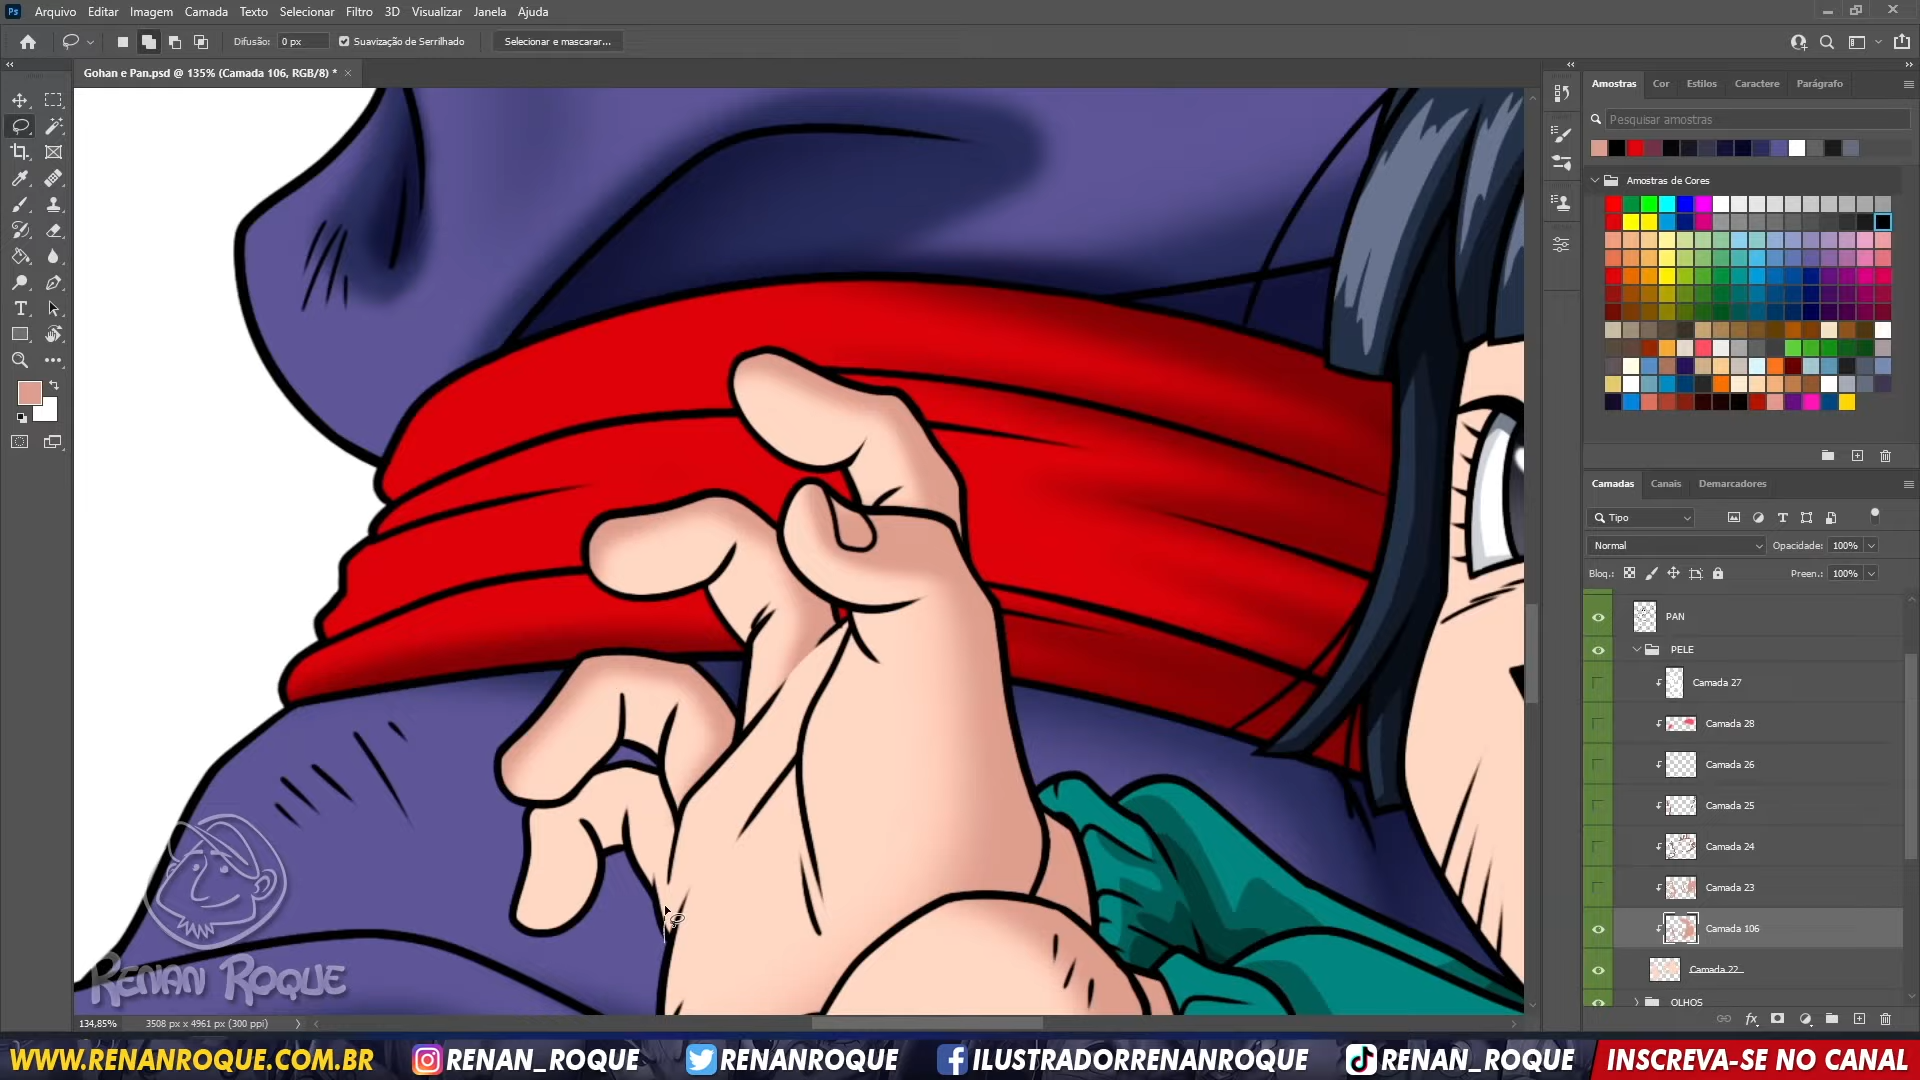 Ps Arquivo Editar Imagem Camada Texto Selecionar Filtro 3D Visualizar Janela Ajuda
Difusão: 0 px Suavização de Serrilhado Selecionar e mascarar...
Gohan e Pan.psd @ 135% (Camada 106, RGB/8) * ×
Amostras Cor Estilos Caractere Parágrafo
Pesquisar amostras
Amostras de Cores
Camadas Canais Demarcadores
Tipo
Normal Opacidade: 100%
Bloq.: Preen.: 100%
PAN
PELE
Camada 27
Camada 28
Camada 26
Camada 25
Camada 24
Camada 23
Camada 106
Camada 22
OLHOS
RENAN ROQUE
134,85% 3508 px x 4961 px (300 ppi)
WWW.RENANROQUE.COM.BR RENAN_ROQUE RENANROQUE ILUSTRADORRENANROQUE RENAN_ROQUE INSCREVA-SE NO CANAL